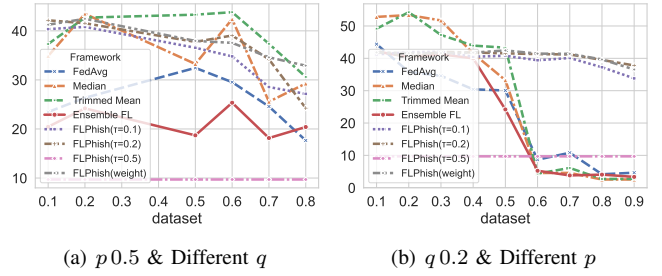 45
40
35
30
20
10
0.1 0.2 0.3 0.4 0.5 0.6 0.7 0.8
dataset
Framework
FedAvg
Median
Trimmed Mean
Ensemble FL
FLPhish(τ=0.1)
FLPhish(τ=0.2)
FLPhish(τ=0.5)
FLPhish(weight)
(a) p 0.5 & Different q
50
40
30
20
10
0
0.1 0.2 0.3 0.4 0.5 0.6 0.7 0.8 0.9
dataset
Framework
FedAvg
Median
Trimmed Mean
Ensemble FL
FLPhish(τ=0.1)
FLPhish(τ=0.2)
FLPhish(τ=0.5)
FLPhish(weight)
(b) q 0.2 & Different p